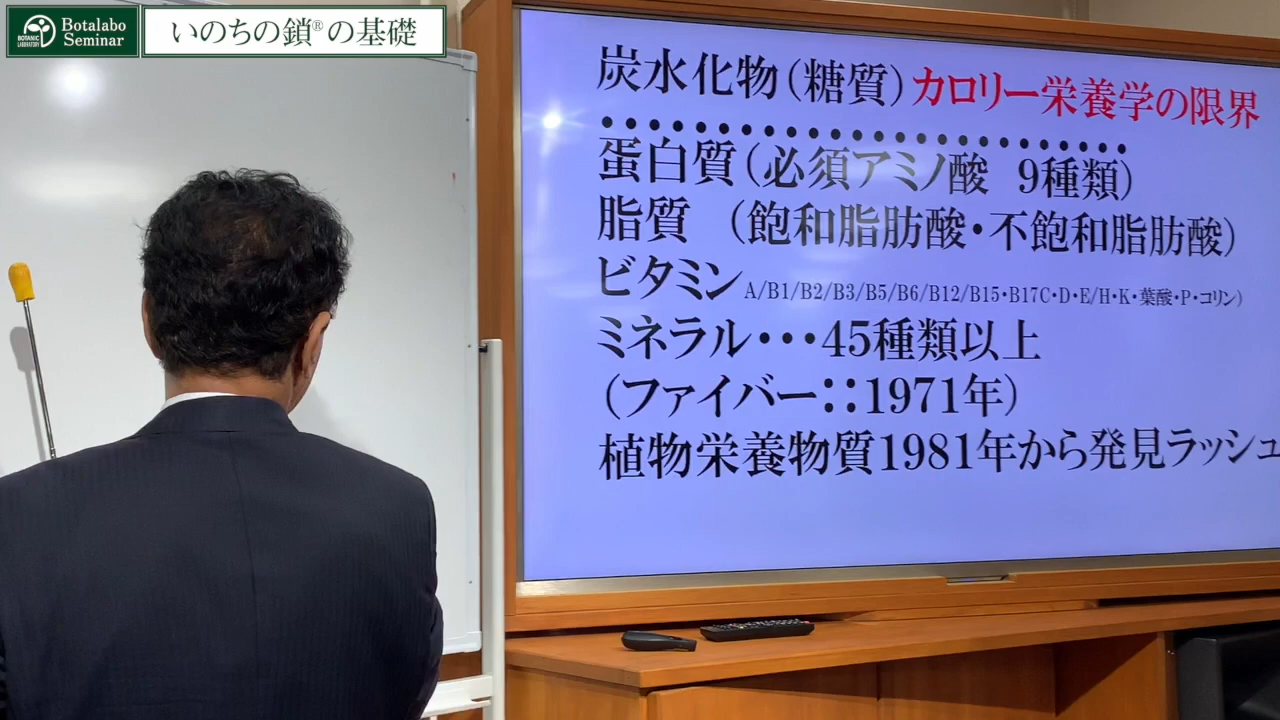 BOTANIC LABORATORY
Botalabo Seminar
いのちの鎖®の基礎
炭水化物（糖質）カロリー栄養学の限界
蛋白質（必須アミノ酸 9種類）
脂質 （飽和脂肪酸・不飽和脂肪酸）
ビタミン A/B1/B2/B3/B5/B6/B12/B15・B17C・D・E/H・K・葉酸・P・コリン）
ミネラル・・・45種類以上
（ファイバー：：1971年）
植物栄養物質1981年から発見ラッシュ